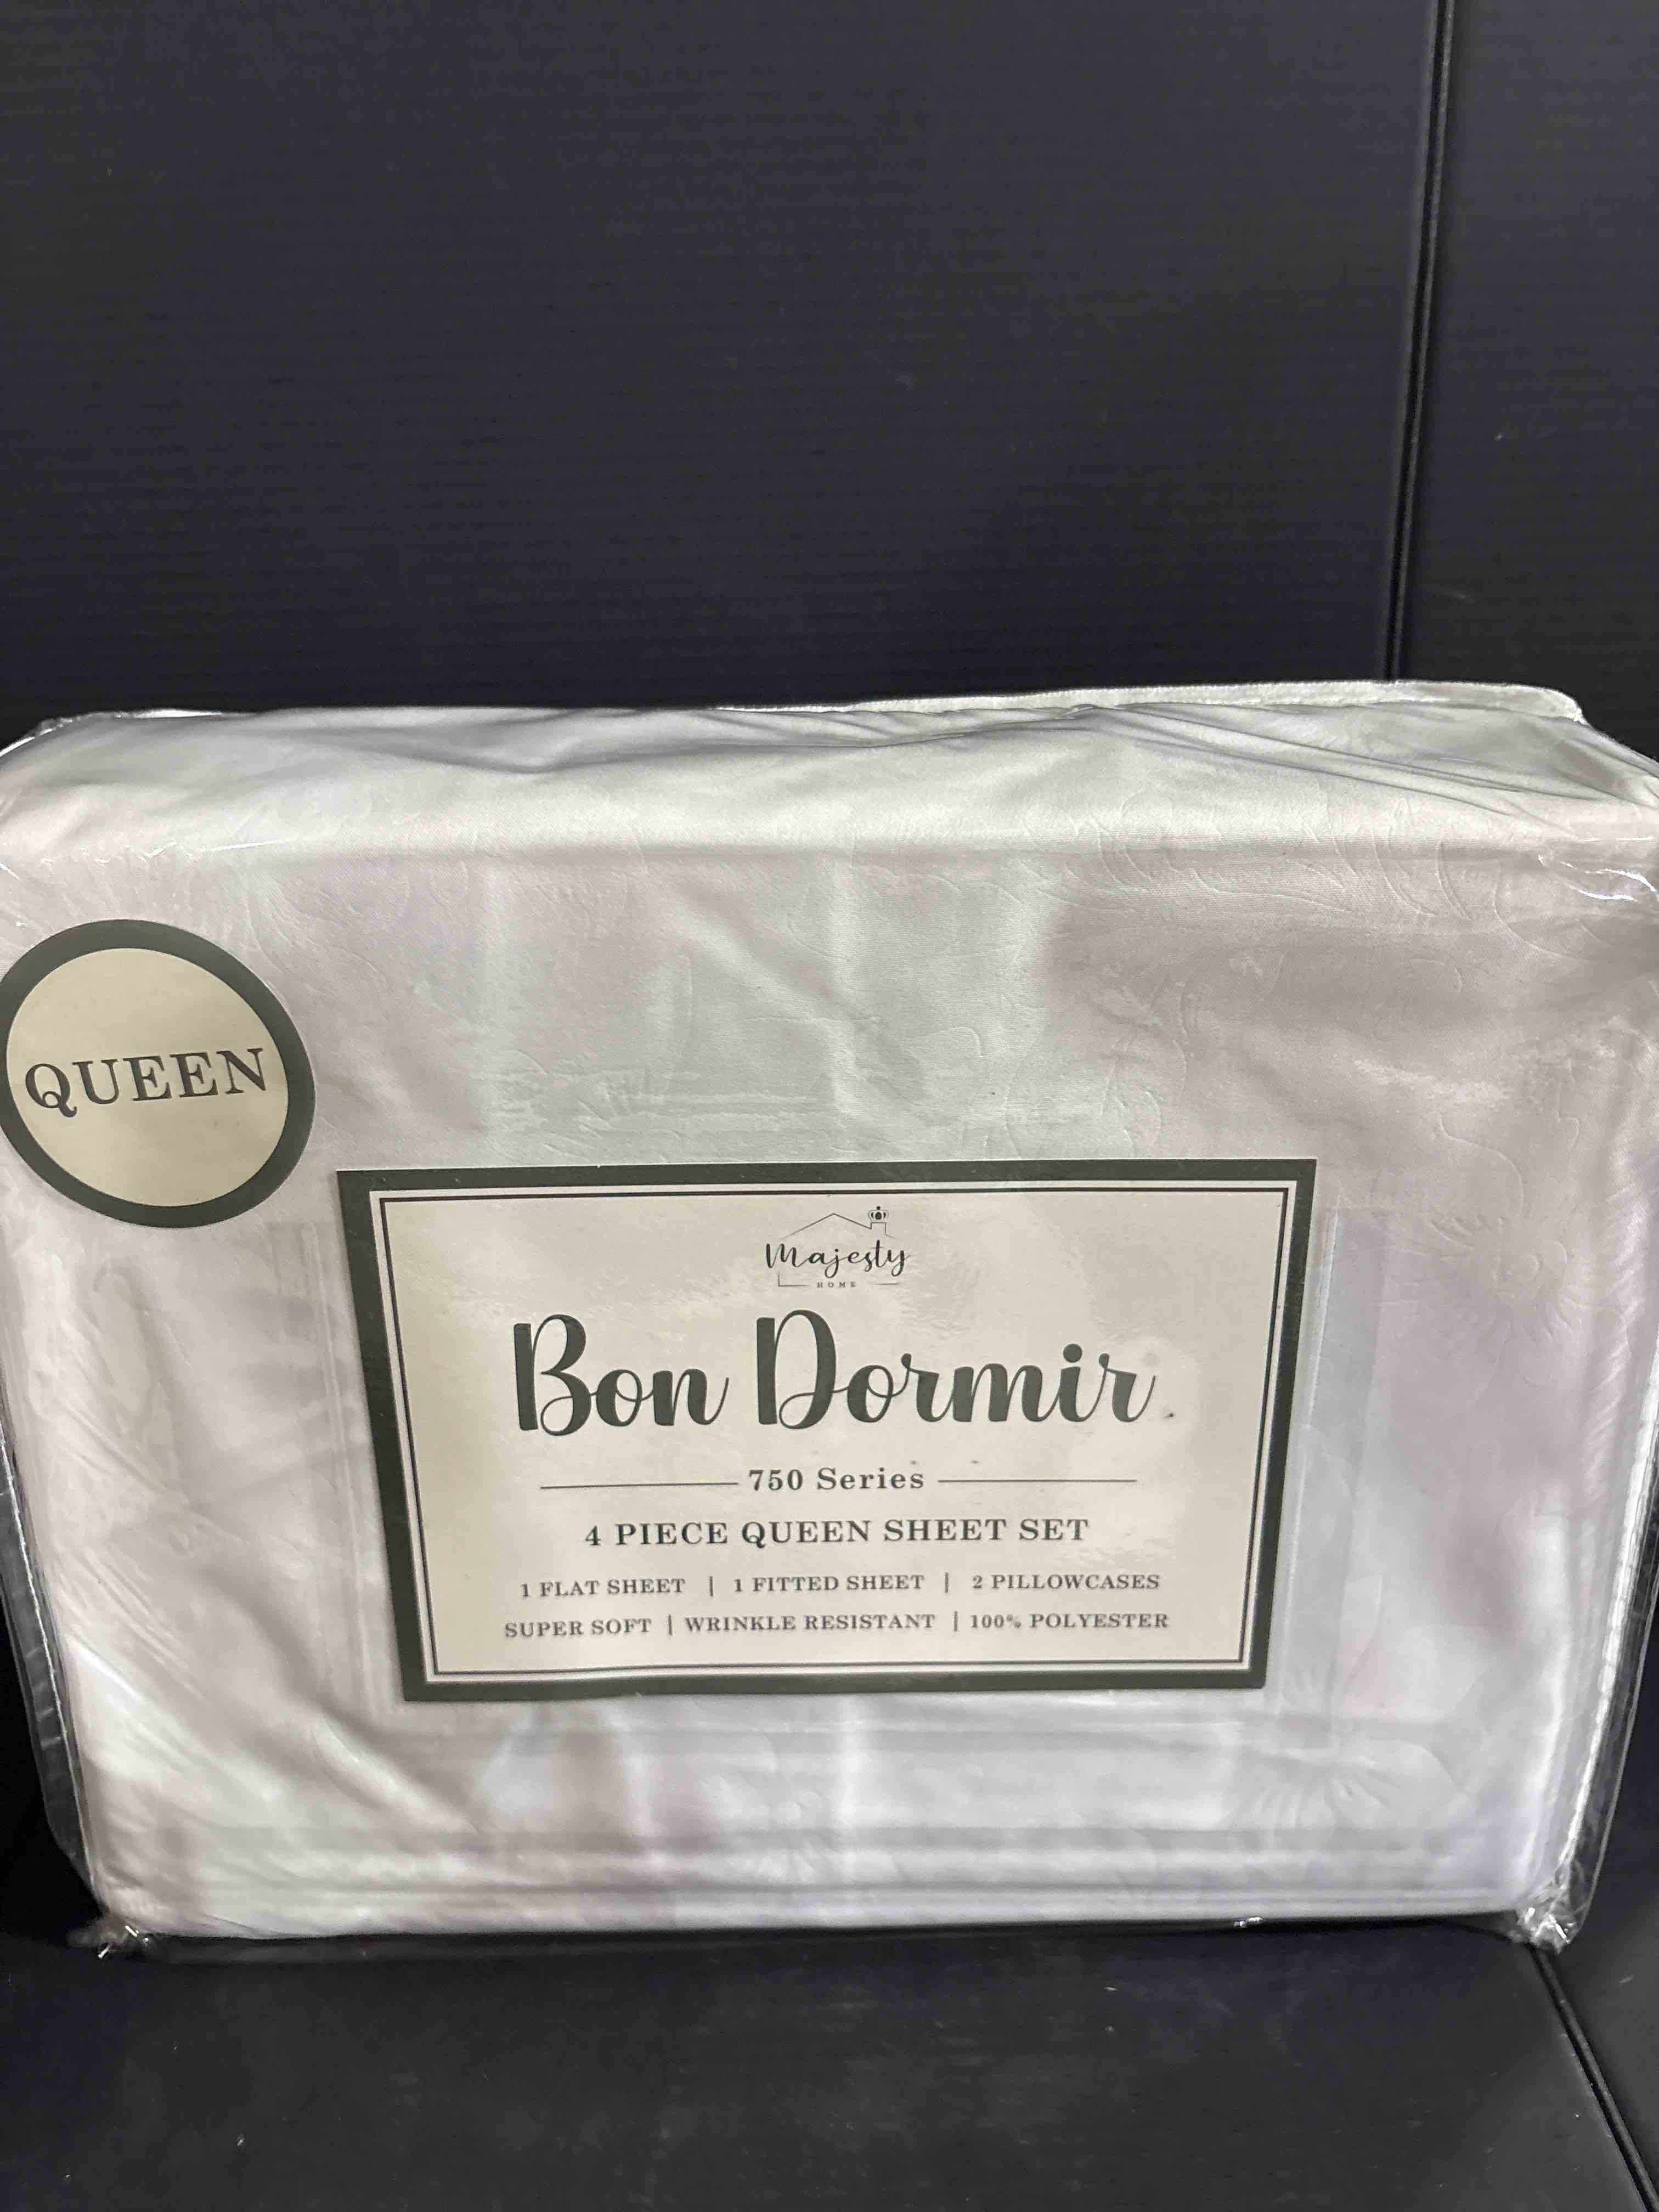 QUEEN
Majesty
HOME
Bon Dormir
750 Series
4 PIECE QUEEN SHEET SET
1 FLAT SHEET | 1 FITTED SHEET | 2 PILLOWCASES
SUPER SOFT | WRINKLE RESISTANT | 100% POLYESTER